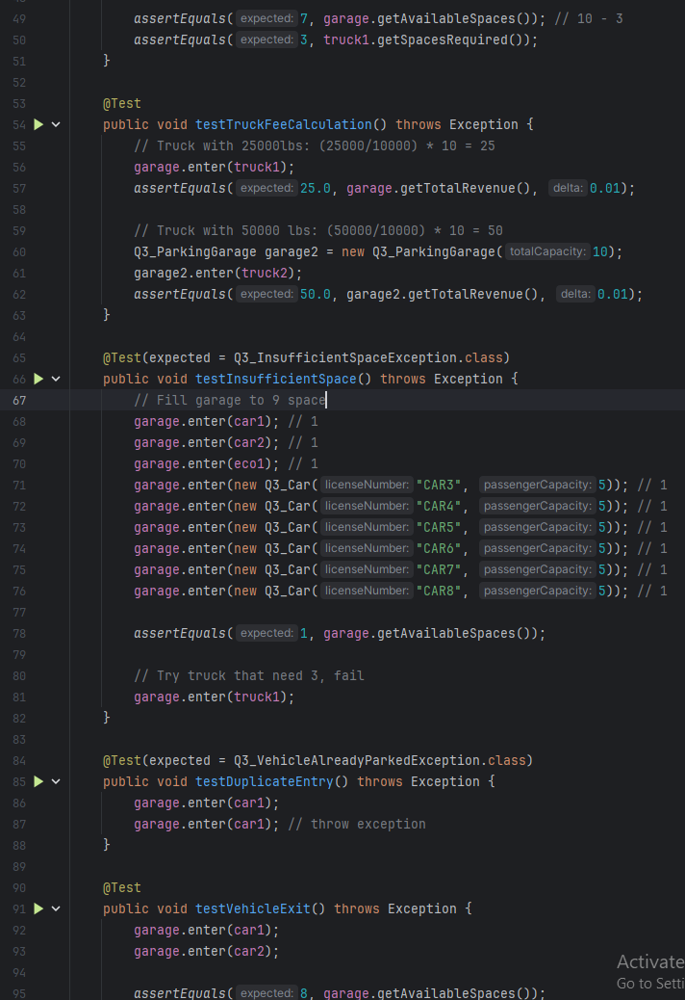 49 assertEquals( expected: 7, garage.getAvailableSpaces()); // 10 - 3
50 assertEquals( expected: 3, truck1.getSpacesRequired());
51 }
52
53 @Test
54 public void testTruckFeeCalculation() throws Exception {
55 // Truck with 25000lbs: (25000/10000) * 10 = 25
56 garage.enter(truck1);
57 assertEquals( expected: 25.0, garage.getTotalRevenue(), delta: 0.01);
58
59 // Truck with 50000 lbs: (50000/10000) * 10 = 50
60 Q3_ParkingGarage garage2 = new Q3_ParkingGarage( totalCapacity: 10);
61 garage2.enter(truck2);
62 assertEquals( expected: 50.0, garage2.getTotalRevenue(), delta: 0.01);
63 }
64
65 @Test(expected = Q3_InsufficientSpaceException.class)
66 public void testInsufficientSpace() throws Exception {
67 // Fill garage to 9 space
68 garage.enter(car1); // 1
69 garage.enter(car2); // 1
70 garage.enter(eco1); // 1
71 garage.enter(new Q3_Car( licenseNumber: "CAR3", passengerCapacity: 5)); // 1
72 garage.enter(new Q3_Car( licenseNumber: "CAR4", passengerCapacity: 5)); // 1
73 garage.enter(new Q3_Car( licenseNumber: "CAR5", passengerCapacity: 5)); // 1
74 garage.enter(new Q3_Car( licenseNumber: "CAR6", passengerCapacity: 5)); // 1
75 garage.enter(new Q3_Car( licenseNumber: "CAR7", passengerCapacity: 5)); // 1
76 garage.enter(new Q3_Car( licenseNumber: "CAR8", passengerCapacity: 5)); // 1
77
78 assertEquals( expected: 1, garage.getAvailableSpaces());
79
80 // Try truck that need 3, fail
81 garage.enter(truck1);
82 }
83
84 @Test(expected = Q3_VehicleAlreadyParkedException.class)
85 public void testDuplicateEntry() throws Exception {
86 garage.enter(car1);
87 garage.enter(car1); // throw exception
88 }
89
90 @Test
91 public void testVehicleExit() throws Exception {
92 garage.enter(car1);
93 garage.enter(car2);
94
95 assertEquals( expected: 8, garage.getAvailableSpaces());
Activate
Go to Setti